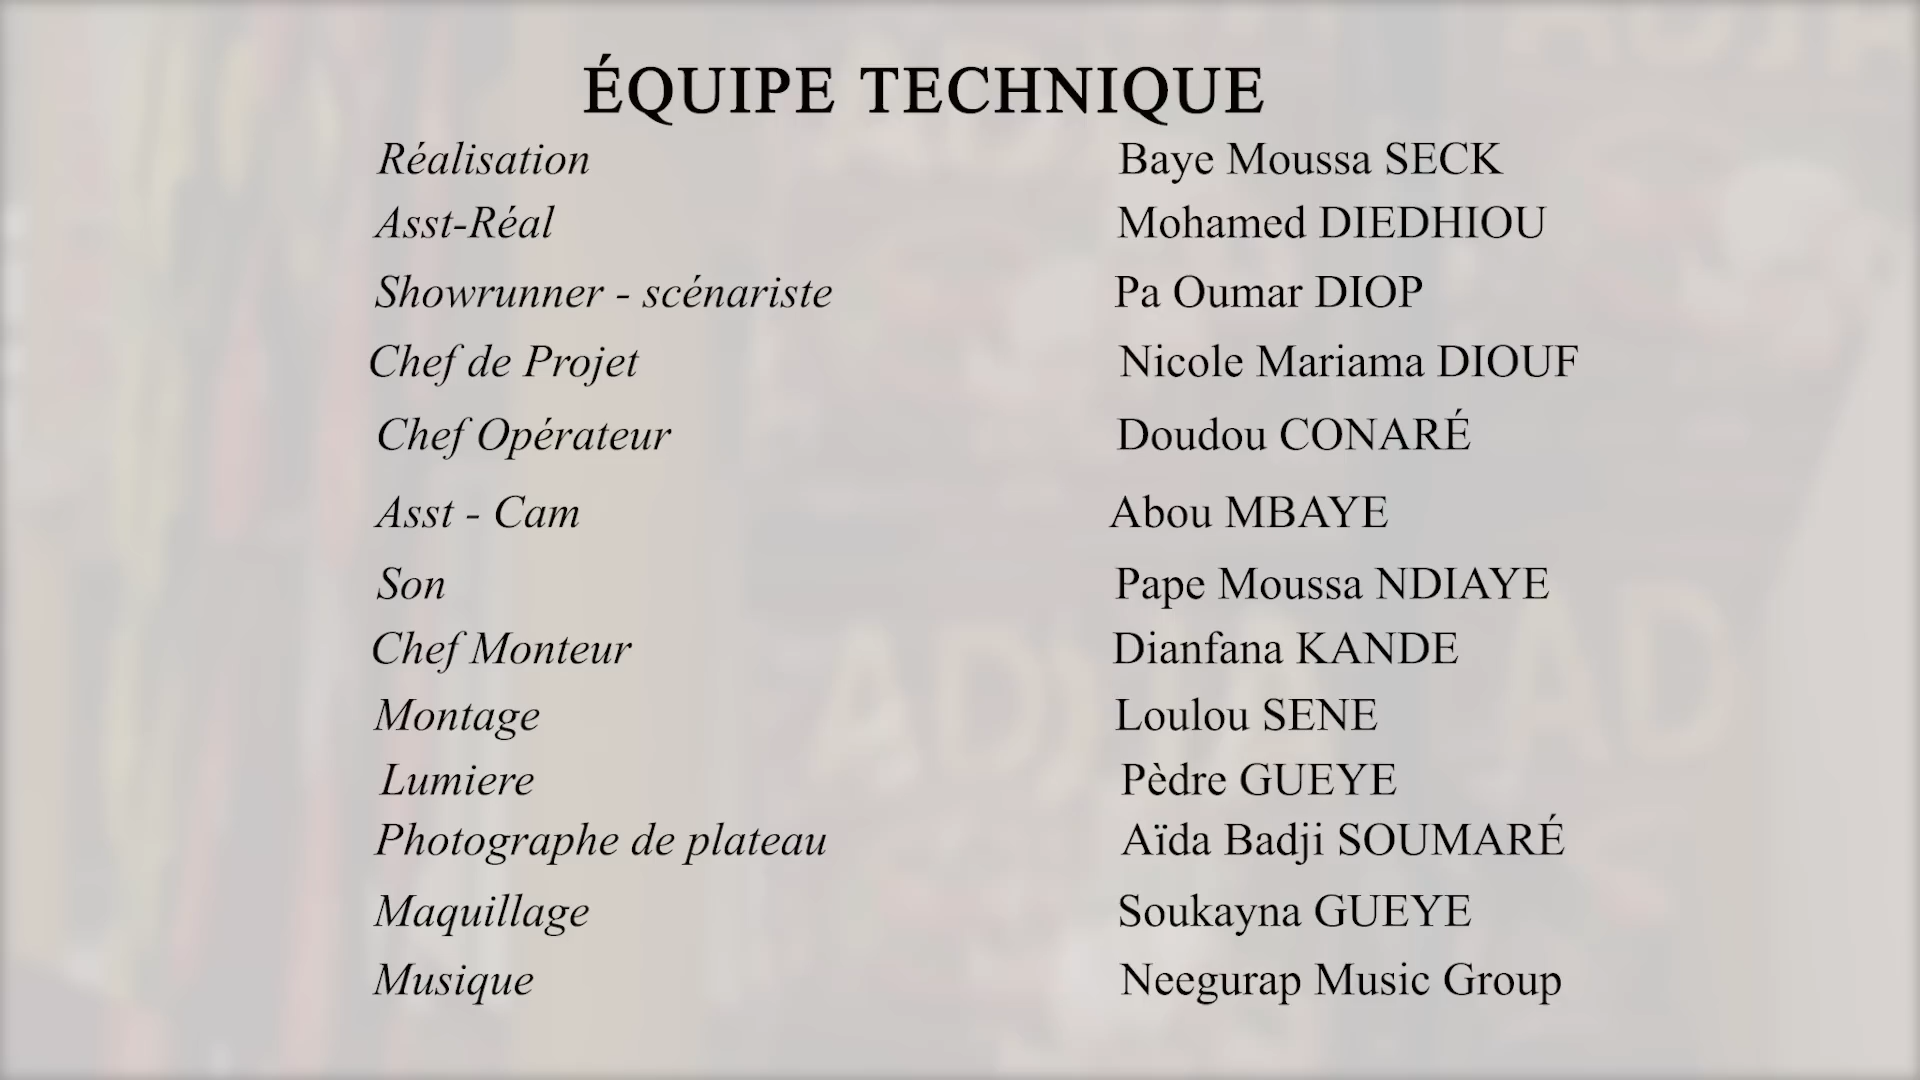 ÉQUIPE TECHNIQUE
Réalisation Baye Moussa SECK
Asst-Réal Mohamed DIEDHIOU
Showrunner - scénariste Pa Oumar DIOP
Chef de Projet Nicole Mariama DIOUF
Chef Opérateur Doudou CONARÉ
Asst - Cam Abou MBAYE
Son Pape Moussa NDIAYE
Chef Monteur Dianfana KANDE
Montage Loulou SENE
Lumiere Pèdre GUEYE
Photographe de plateau Aïda Badji SOUMARÉ
Maquillage Soukayna GUEYE
Musique Neegurap Music Group